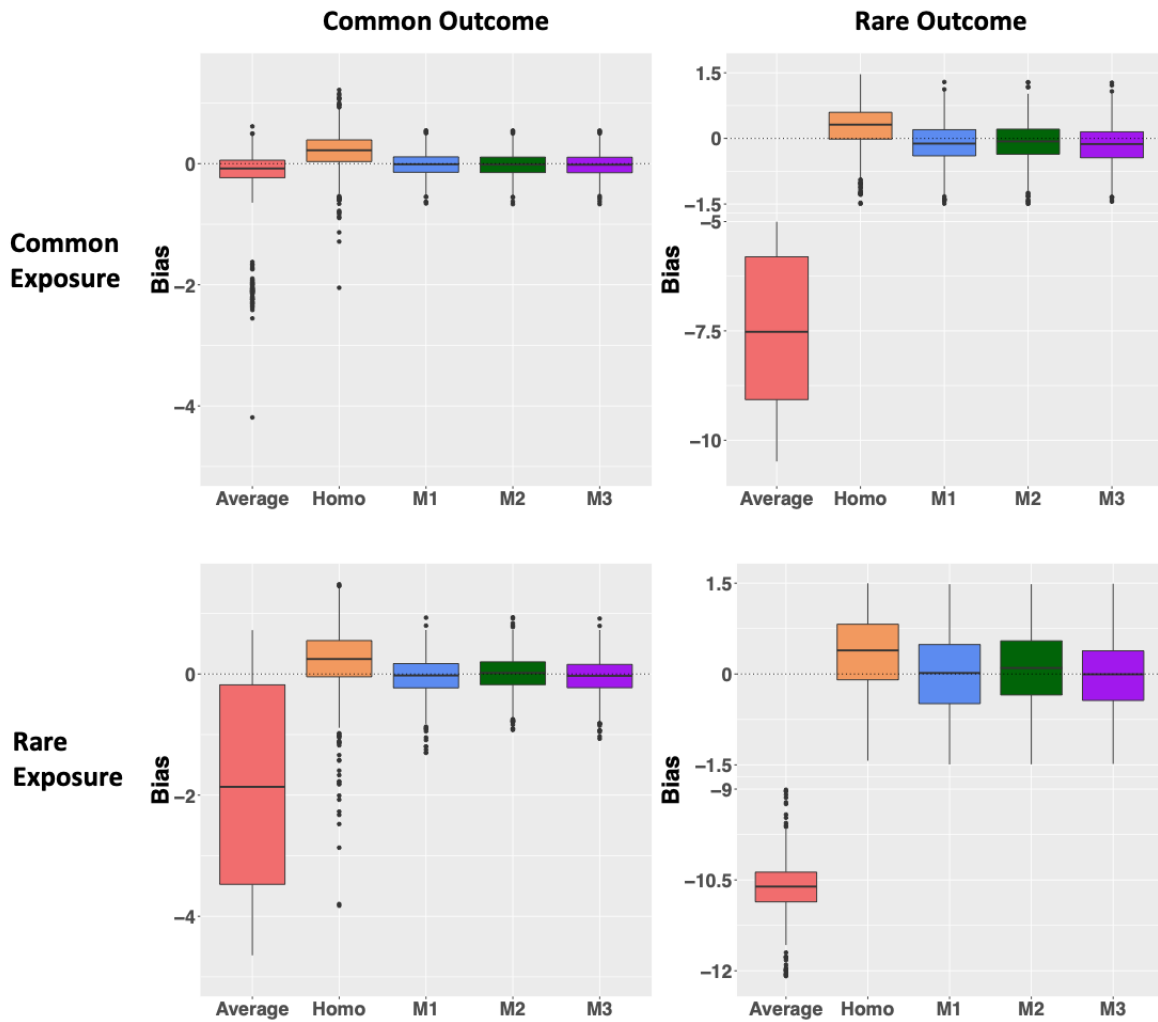 Common Outcome
Rare Outcome
Common
Exposure
Bias
0
−2
−4
Average Homo M1 M2 M3
Bias
1.5
0
−1.5
−5
−7.5
−10
Average Homo M1 M2 M3
Rare
Exposure
Bias
0
−2
−4
Average Homo M1 M2 M3
Bias
1.5
0
−1.5
−9
−10.5
−12
Average Homo M1 M2 M3